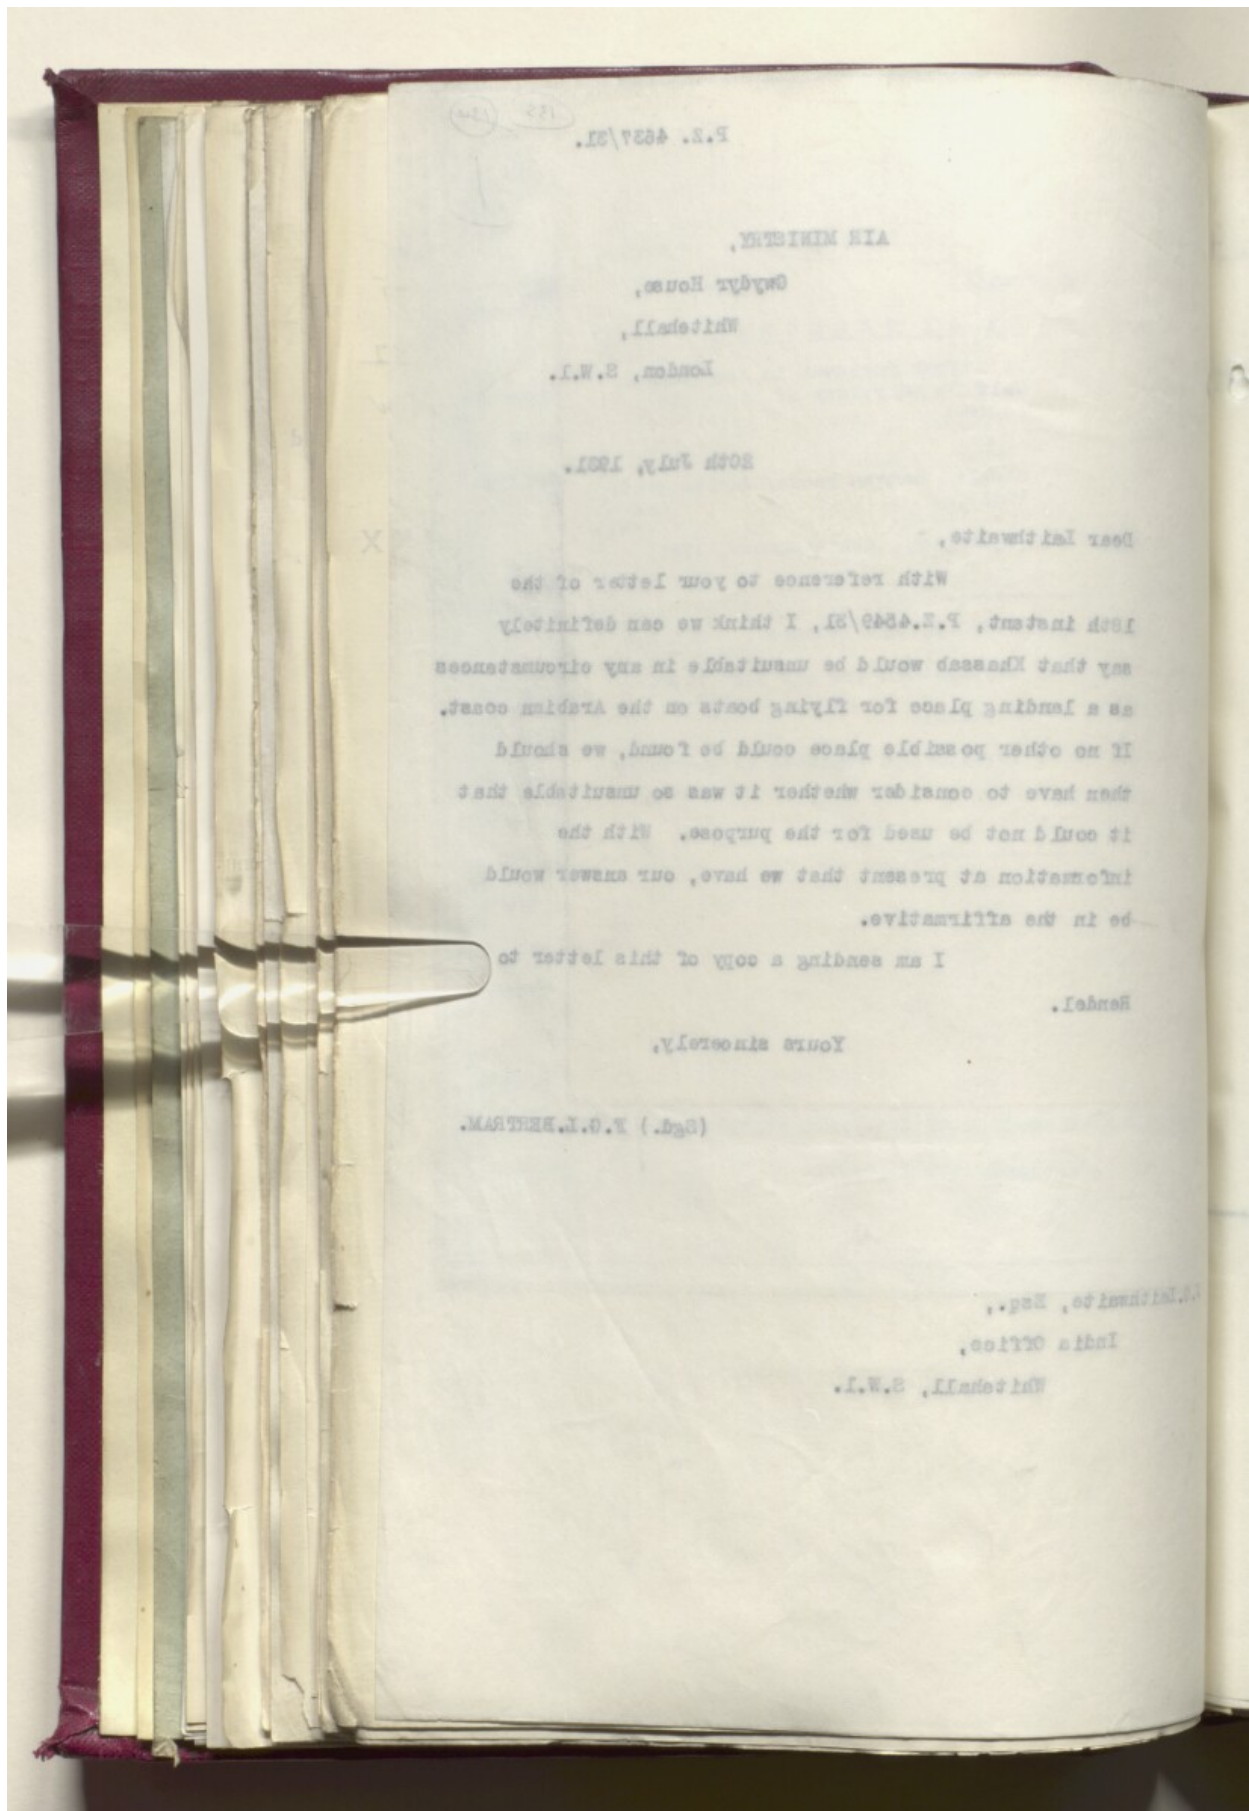 P.Z. 4637/31.
AIR MINISTRY,
Gwydyr House,
Whitehall,
London, S.W.1.
20th July, 1931.
Dear Laithwaite,
With reference to your letter of the
18th instant, P.Z.4549/31, I think we can definitely
say that Khassab would be unsuitable in any circumstances
as a landing place for flying boats on the Arabian coast.
If no other possible place could be found, we should
then have to consider whether it was so unsuitable that
it could not be used for the purpose. With the
information at present that we have, our answer would
be in the affirmative.
I am sending a copy of this letter to
Rendel.
Yours sincerely,
(Sgd.) F.G.L.BERTRAM.
Laithwaite, Esq.,
India Office,
Whitehall, S.W.1.